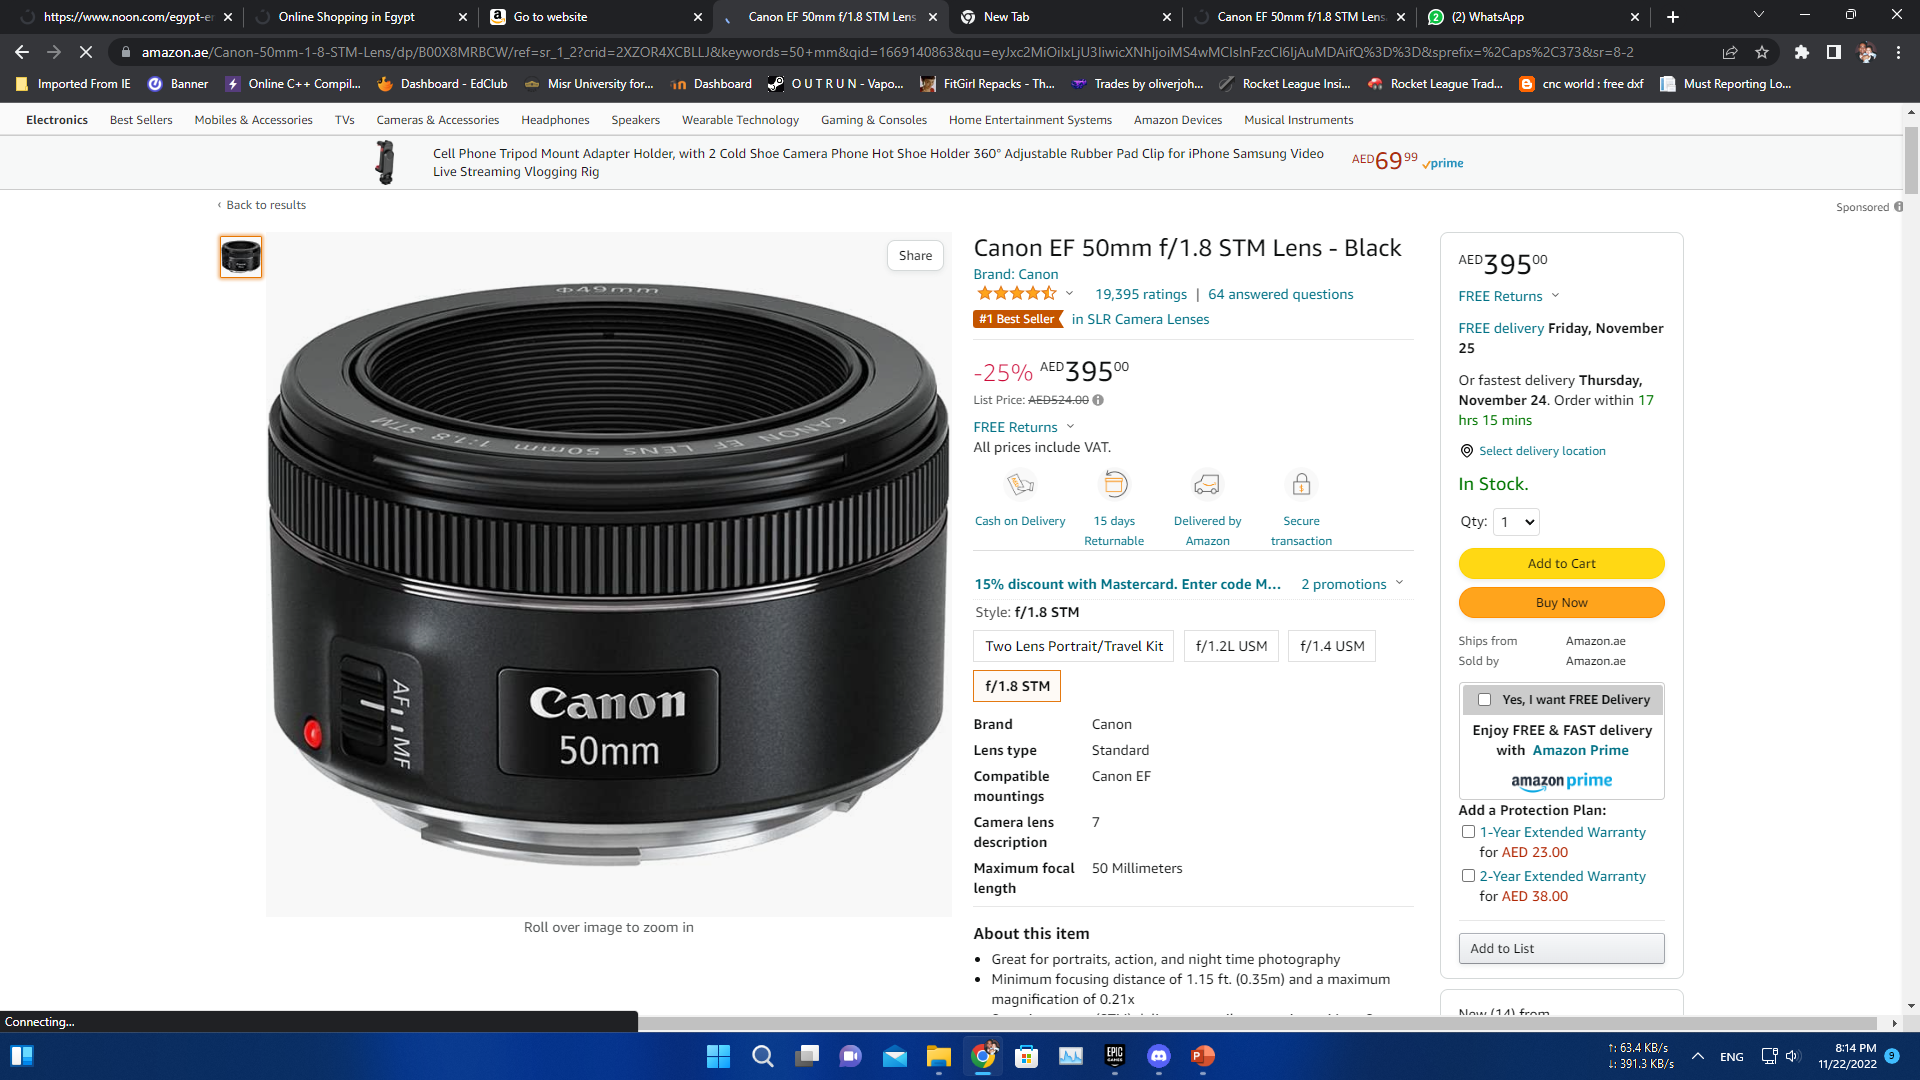 https://www.noon.com/egypt-er
Online Shopping in Egypt
Go to website
Canon EF 50mm f/1.8 STM Lens
New Tab
Canon EF 50mm f/1.8 STM Lens
(2) WhatsApp
amazon.ae/Canon-50mm-1-8-STM-Lens/dp/B00X8MRBCW/ref=sr_1_2?crid=2XZOR4XCBLLJ&keywords=50+mm&qid=1669140863&qu=eyJxc2MiOiIxLjU3IiwicXNhIjoiMS4wMCIsInFzcCI6IjAuMDAifQ%3D%3D&sprefix=%2Caps%2C373&sr=8-2
Imported From IE
Banner
Online C++ Compil...
Dashboard - EdClub
Misr University for...
Dashboard
O U T R U N - Vapo...
FitGirl Repacks - Th...
Trades by oliverjoh...
Rocket League Insi...
Rocket League Trad...
cnc world : free dxf
Must Reporting Lo...
Electronics
Best Sellers
Mobiles & Accessories
TVs
Cameras & Accessories
Headphones
Speakers
Wearable Technology
Gaming & Consoles
Home Entertainment Systems
Amazon Devices
Musical Instruments
Cell Phone Tripod Mount Adapter Holder, with 2 Cold Shoe Camera Phone Hot Shoe Holder 360° Adjustable Rubber Pad Clip for iPhone Samsung Video
Live Streaming Vlogging Rig
AED69 99 prime
‹ Back to results
Sponsored
Share
Φ49mm
CANON EF LENS 50mm 1:1.8 STM
AF
MF
Canon
50mm
Roll over image to zoom in
Canon EF 50mm f/1.8 STM Lens - Black
Brand: Canon
19,395 ratings | 64 answered questions
#1 Best Seller in SLR Camera Lenses
-25% AED395 00
List Price: AED524.00
FREE Returns
All prices include VAT.
Cash on Delivery
15 days
Returnable
Delivered by
Amazon
Secure
transaction
15% discount with Mastercard. Enter code M...
2 promotions
Style: f/1.8 STM
Two Lens Portrait/Travel Kit
f/1.2L USM
f/1.4 USM
f/1.8 STM
Brand Canon
Lens type Standard
Compatible Canon EF
mountings
Camera lens 7
description
Maximum focal 50 Millimeters
length
About this item
• Great for portraits, action, and night time photography
• Minimum focusing distance of 1.15 ft. (0.35m) and a maximum
magnification of 0.21x
AED395 00
FREE Returns
FREE delivery Friday, November
25
Or fastest delivery Thursday,
November 24. Order within 17
hrs 15 mins
Select delivery location
In Stock.
Qty: 1
Add to Cart
Buy Now
Ships from Amazon.ae
Sold by Amazon.ae
Yes, I want FREE Delivery
Enjoy FREE & FAST delivery
with Amazon Prime
amazon prime
Add a Protection Plan:
1-Year Extended Warranty
for AED 23.00
2-Year Extended Warranty
for AED 38.00
Add to List
New (14) from
Connecting...
EPIC
GAMES
↑: 63.4 KB/s
↓: 391.3 KB/s
ENG
8:14 PM
11/22/2022
9